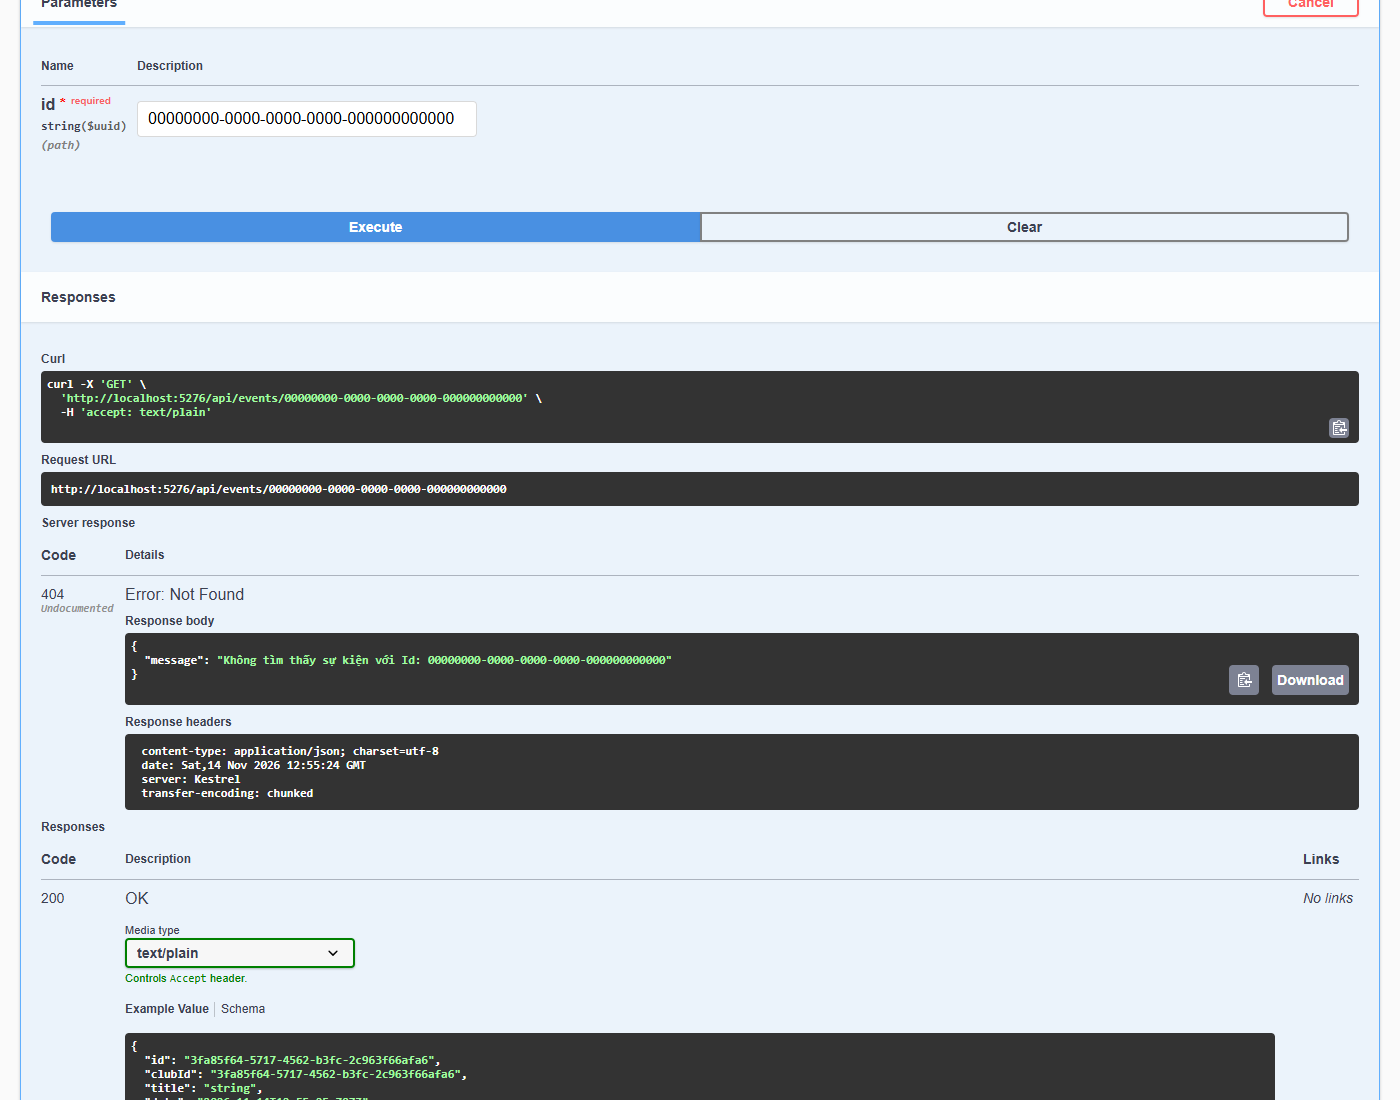 Parameters
Cancel
Name Description
id * required
string($uuid)
(path)
00000000-0000-0000-0000-000000000000
Execute Clear
Responses
Curl
curl -X 'GET' \
'http://localhost:5276/api/events/00000000-0000-0000-0000-000000000000' \
-H 'accept: text/plain'
Request URL
http://localhost:5276/api/events/00000000-0000-0000-0000-000000000000
Server response
Code Details
404
Undocumented
Error: Not Found
Response body
{
"message": "Không tìm thấy sự kiện với Id: 00000000-0000-0000-0000-000000000000"
}
Download
Response headers
content-type: application/json; charset=utf-8
date: Sat,14 Nov 2026 12:55:24 GMT
server: Kestrel
transfer-encoding: chunked
Responses
Code Description Links
200 OK No links
Media type
text/plain
Controls Accept header.
Example Value Schema
{
"id": "3fa85f64-5717-4562-b3fc-2c963f66afa6",
"clubId": "3fa85f64-5717-4562-b3fc-2c963f66afa6",
"title": "string",